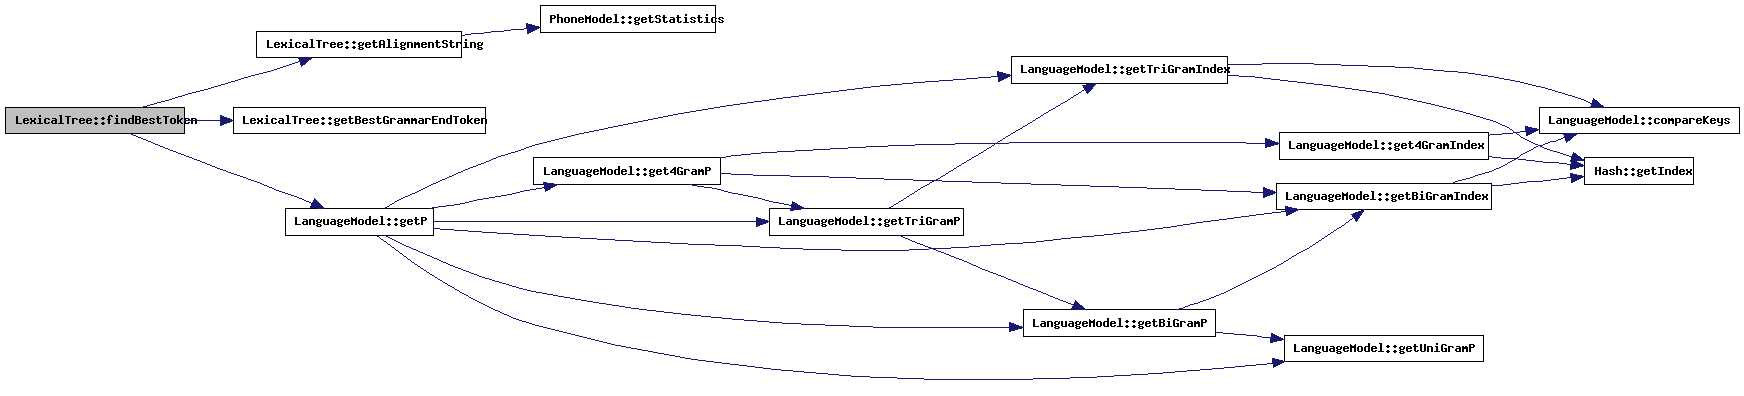 PhoneModel::getStatistics
LexicalTree::getAlignmentString
LanguageModel::getTriGramIndex
LexicalTree::findBestToken
LexicalTree::getBestGrammarEndToken
LanguageModel::compareKeys
LanguageModel::get4GramIndex
LanguageModel::get4GramP
Hash::getIndex
LanguageModel::getBiGramIndex
LanguageModel::getP
LanguageModel::getTriGramP
LanguageModel::getBiGramP
LanguageModel::getUniGramP